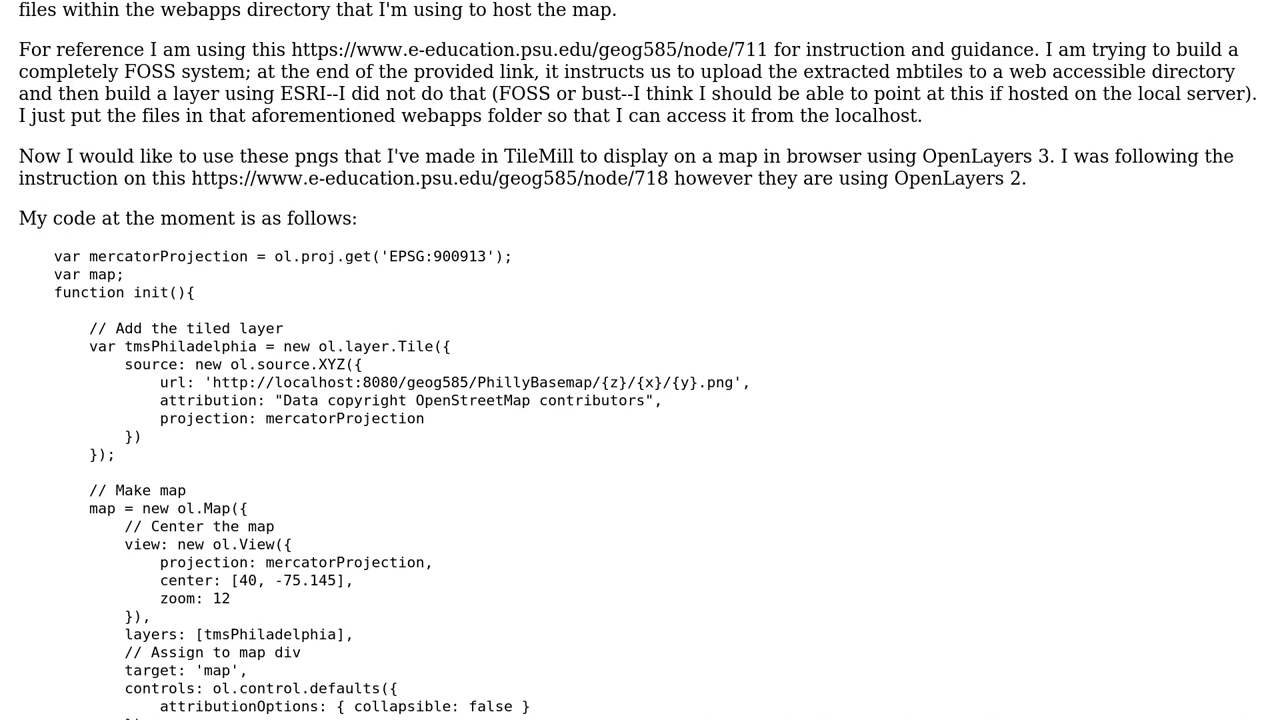 files within the webapps directory that I'm using to host the map.
For reference I am using this https://www.e-education.psu.edu/geog585/node/711 for instruction and guidance. I am trying to build a
completely FOSS system; at the end of the provided link, it instructs us to upload the extracted mbtiles to a web accessible directory
and then build a layer using ESRI--I did not do that (FOSS or bust--I think I should be able to point at this if hosted on the local server).
I just put the files in that aforementioned webapps folder so that I can access it from the localhost.
Now I would like to use these pngs that I've made in TileMill to display on a map in browser using OpenLayers 3. I was following the
instruction on this https://www.e-education.psu.edu/geog585/node/718 however they are using OpenLayers 2.
My code at the moment is as follows:
var mercatorProjection = ol.proj.get('EPSG:900913');
var map;
function init(){
// Add the tiled layer
var tmsPhiladelphia = new ol.layer.Tile({
source: new ol.source.XYZ({
url: 'http://localhost:8080/geog585/PhillyBasemap/{z}/{x}/{y}.png',
attribution: "Data copyright OpenStreetMap contributors",
projection: mercatorProjection
})
});
// Make map
map = new ol.Map({
// Center the map
view: new ol.View({
projection: mercatorProjection,
center: [40, -75.145],
zoom: 12
}),
layers: [tmsPhiladelphia],
// Assign to map div
target: 'map',
controls: ol.control.defaults({
attributionOptions: { collapsible: false }